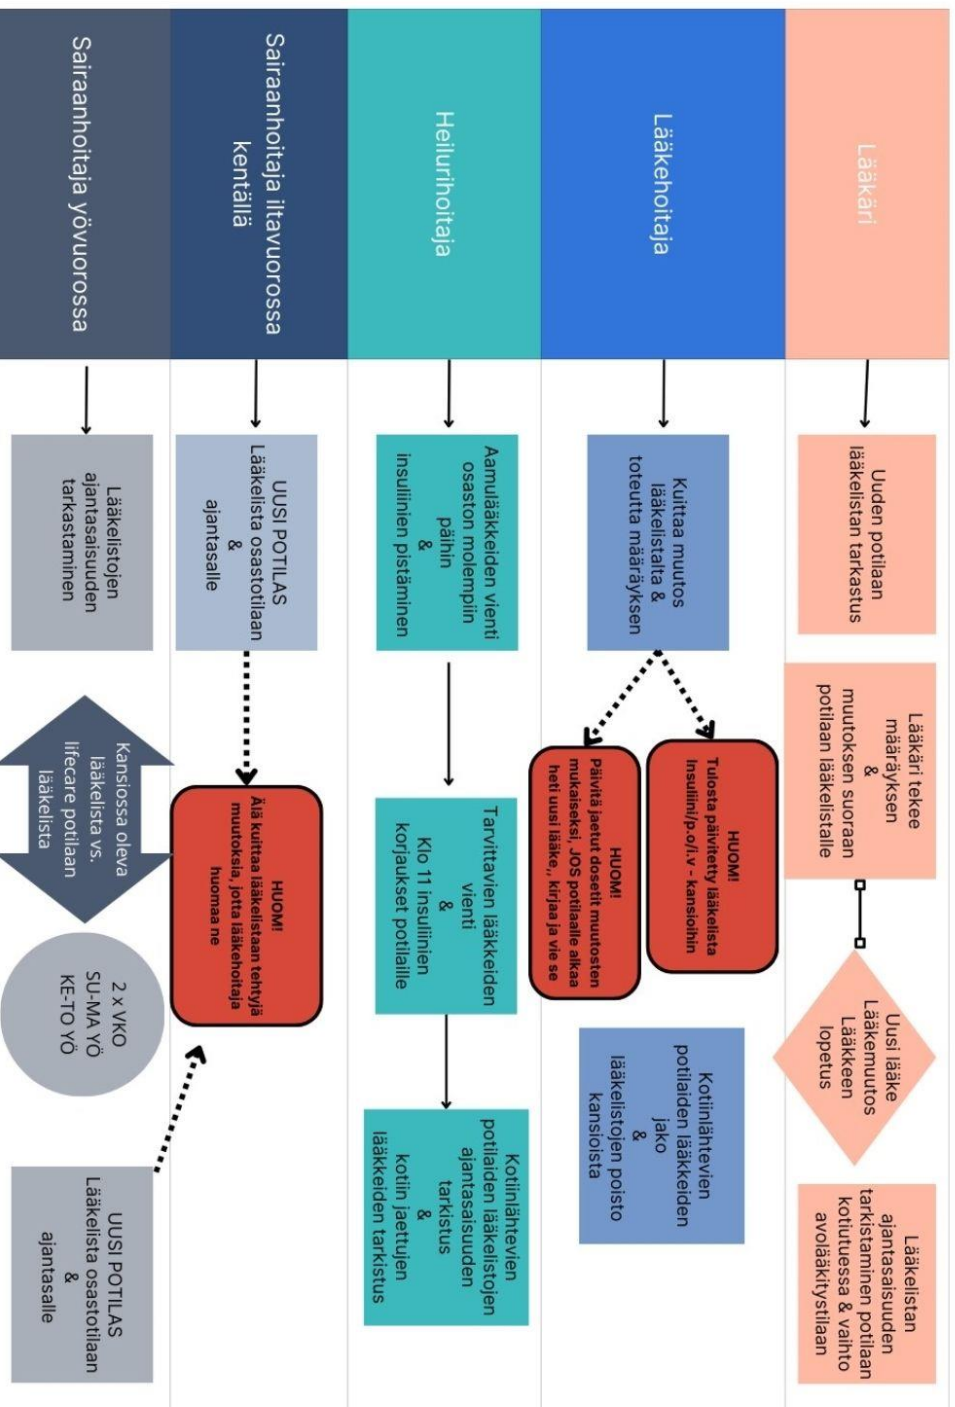 Lääkäri
Uuden potilaan
lääkelistan tarkastus
Lääkäri tekee
määräyksen
&
muutoksen suoraan
potilaan lääkelistalle
Uusi lääke
Lääkemuutos
Lääkkeen
lopetus
Lääkelistan
ajantasaisuuden
tarkistaminen potilaan
kotiutuessa & vaihto
avolääkitystilaan
Lääkehoitaja
Kuittaa muutos
lääkelistalta &
toteutta määräyksen
HUOM!
Tulosta päivitetty lääkelista
Insuliini/p.o/i.v - kansioihin
HUOM!
Päivitä jaetut dosetit muutosten
mukaiseksi, JOS potilaalle alkaa
heti uusi lääke,, kirjaa ja vie se
Kotiinlähtevien
potilaiden lääkkeiden
jako
&
lääkelistojen poisto
kansioista
Heilurihoitaja
Aamulääkkeiden vienti
osaston molempiin
päihin
&
insuliinien pistäminen
Tarvittavien lääkkeiden
vienti
&
Klo 11 insuliinien
korjaukset potilaille
Kotiinlähtevien
potilaiden lääkelistojen
ajantasaisuuden
tarkistus
&
kotiin jaettujen
lääkkeiden tarkistus
Sairaanhoitaja iltavuorossa
kentällä
UUSI POTILAS
Lääkelista osastotilaan
&
ajantasalle
HUOM!
Älä kuittaa lääkelistaan tehtyjä
muutoksia, jotta lääkehoitaja
huomaa ne
Sairaanhoitaja yövuorossa
Lääkelistojen
ajantasaisuuden
tarkastaminen
Kansiossa oleva
lääkelista vs.
lifecare potilaan
lääkelista
2 x VKO
SU-MA YÖ
KE-TO YÖ
UUSI POTILAS
Lääkelista osastotilaan
&
ajantasalle